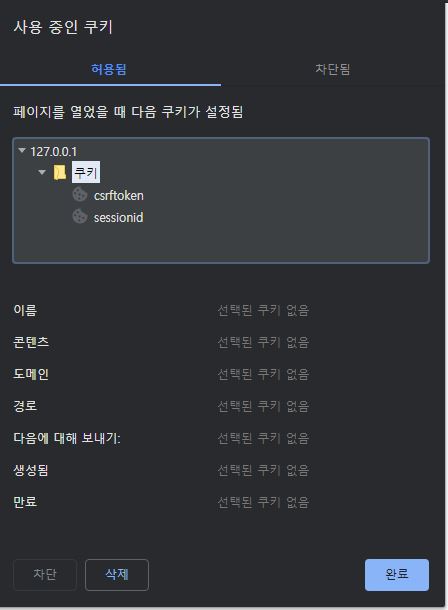 사용 중인 쿠키
허용됨 차단됨
페이지를 열었을 때 다음 쿠키가 설정됨
127.0.0.1
쿠키
csrftoken
sessionid
이름 선택된 쿠키 없음
콘텐츠 선택된 쿠키 없음
도메인 선택된 쿠키 없음
경로 선택된 쿠키 없음
다음에 대해 보내기: 선택된 쿠키 없음
생성됨 선택된 쿠키 없음
만료 선택된 쿠키 없음
차단 삭제 완료